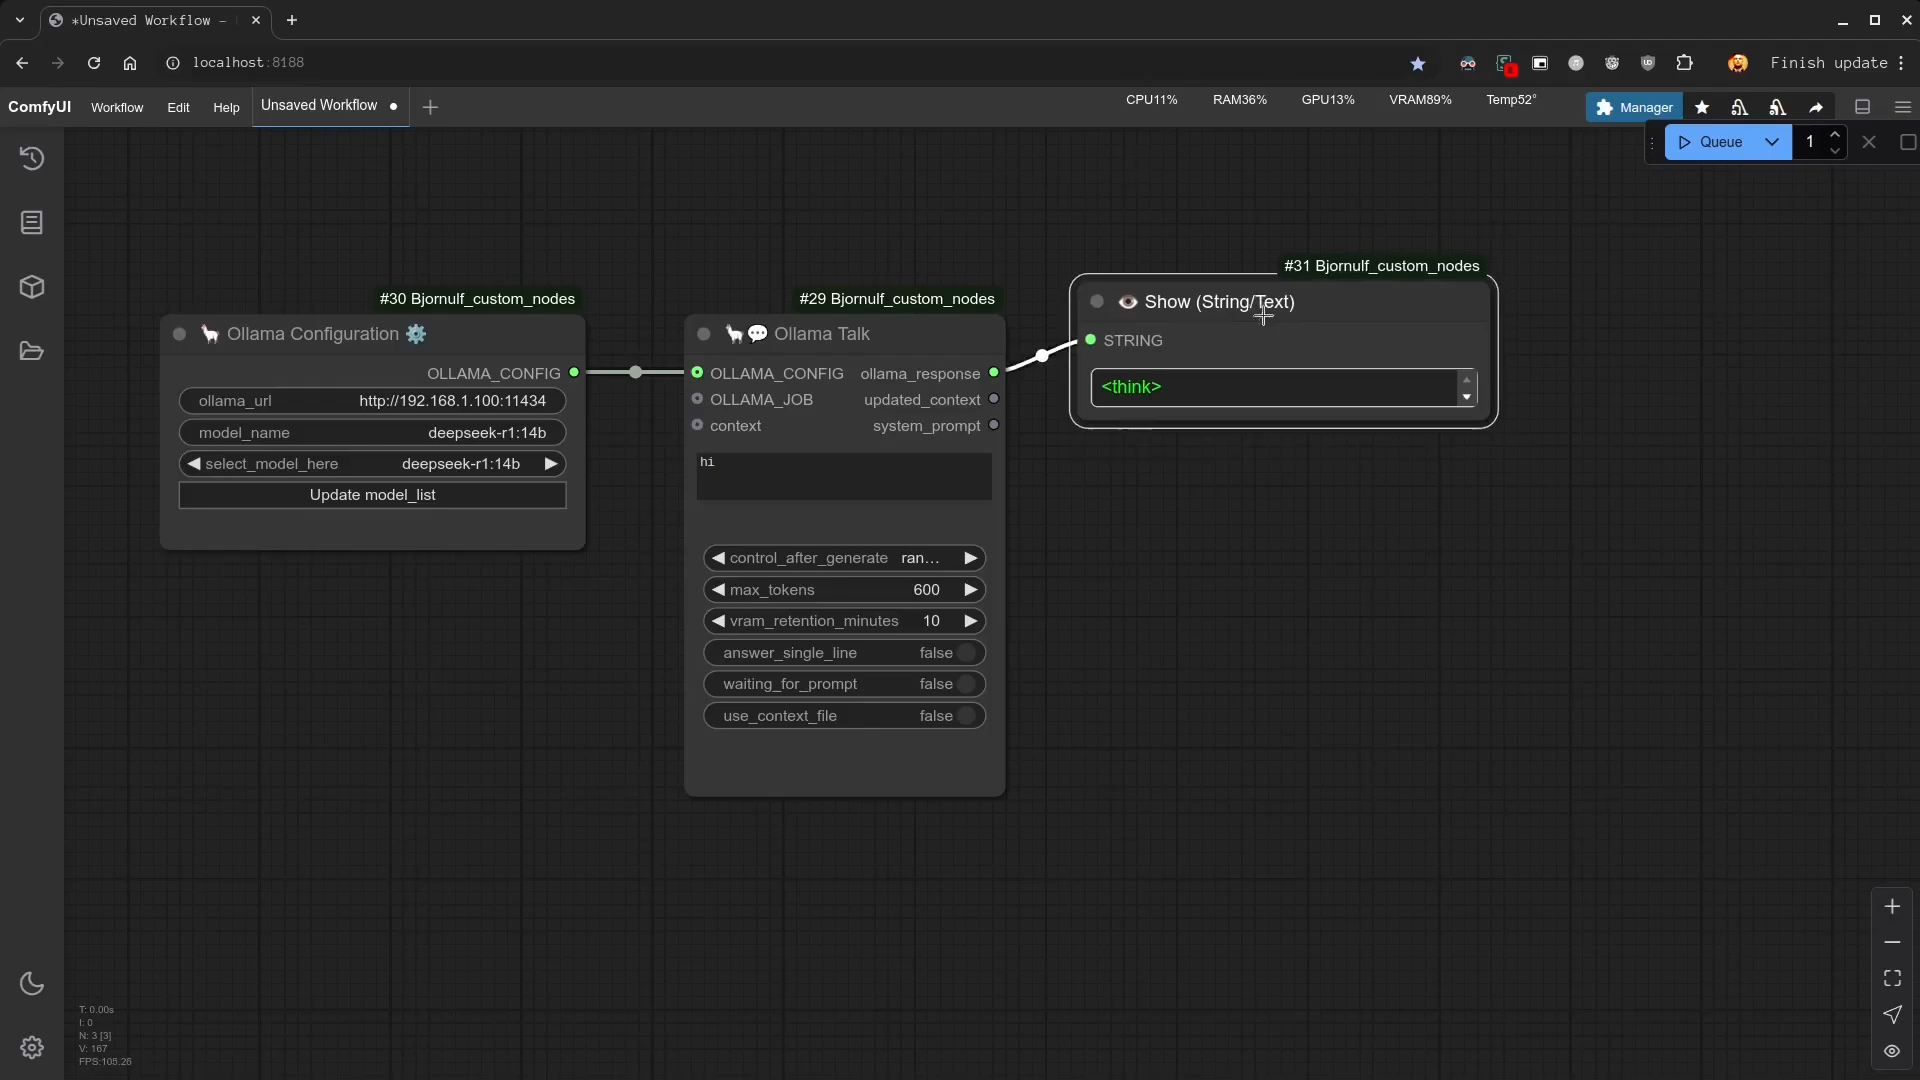 *Unsaved Workflow -
localhost:8188
Finish update
ComfyUI
Workflow
Edit
Help
Unsaved Workflow
CPU11%
RAM36%
GPU13%
VRAM89%
Temp52°
Manager
Queue
1
#30 Bjornulf_custom_nodes
Ollama Configuration
OLLAMA_CONFIG
ollama_url http://192.168.1.100:11434
model_name deepseek-r1:14b
select_model_here deepseek-r1:14b
Update model_list
#29 Bjornulf_custom_nodes
Ollama Talk
OLLAMA_CONFIG ollama_response
OLLAMA_JOB updated_context
context system_prompt
hi
control_after_generate ran...
max_tokens 600
vram_retention_minutes 10
answer_single_line false
waiting_for_prompt false
use_context_file false
#31 Bjornulf_custom_nodes
Show (String/Text)
STRING
<think>
T: 0.00s
I: 0
N: 3 [3]
V: 167
FPS:105.26